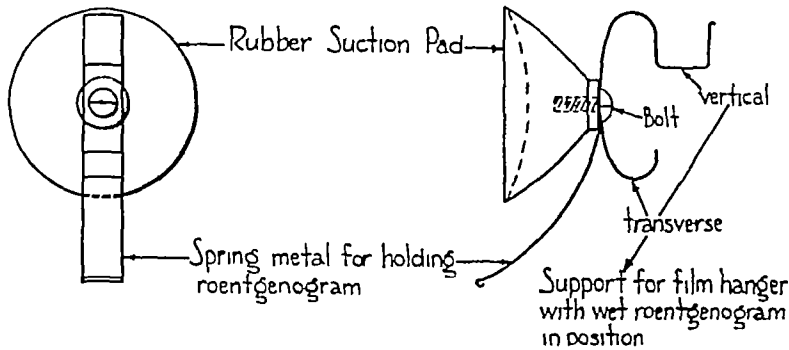 Rubber Suction Pad
vertical
Bolt
transverse
Spring metal for holding
roentgenogram
Support for film hanger
with wet roentgenogram
in position